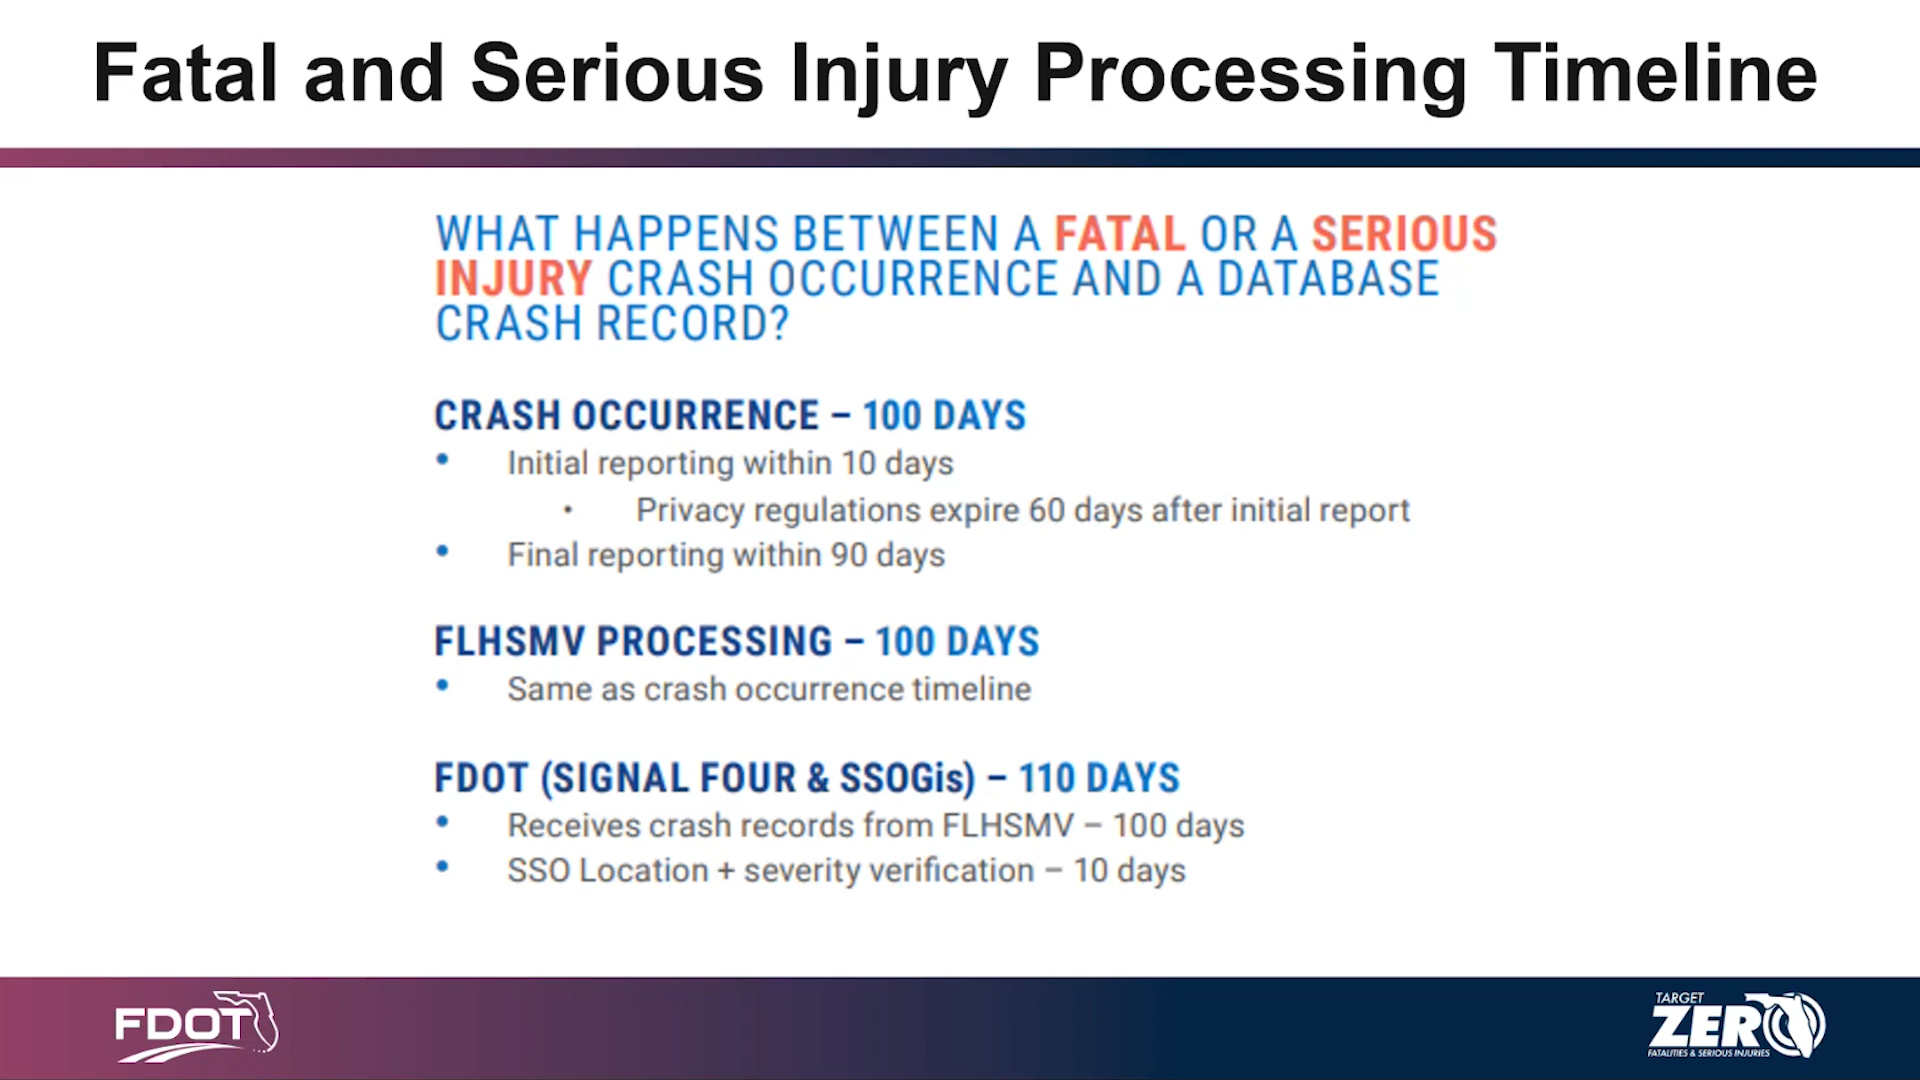 Fatal and Serious Injury Processing Timeline
WHAT HAPPENS BETWEEN A FATAL OR A SERIOUS
INJURY CRASH OCCURRENCE AND A DATABASE
CRASH RECORD?
CRASH OCCURRENCE – 100 DAYS
• Initial reporting within 10 days
• Privacy regulations expire 60 days after initial report
• Final reporting within 90 days
FLHSMV PROCESSING – 100 DAYS
• Same as crash occurrence timeline
FDOT (SIGNAL FOUR & SSOGis) – 110 DAYS
• Receives crash records from FLHSMV – 100 days
• SSO Location + severity verification – 10 days
FDOT
TARGET
ZERO
FATALITIES & SERIOUS INJURIES